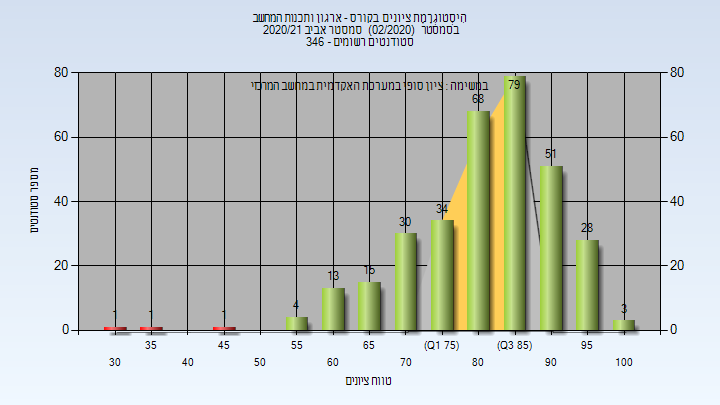 היסטוגרמת ציונים בקורס - ארגון ותכנות המחשב
בסמסטר (02/2020) סמסטר אביב 2020/21
סטודנטים רשומים - 346
במשימה : ציון סופי במערכת האקדמית במחשב המרכזי
80 80
60 60
40 40
20 20
0 0
מספר סטודנטים
1 1 1 4 13 15 30 34 68 79 51 28 3
35 45 55 65 (Q1 75) (Q3 85) 95
30 40 50 60 70 80 90 100
טווח ציונים